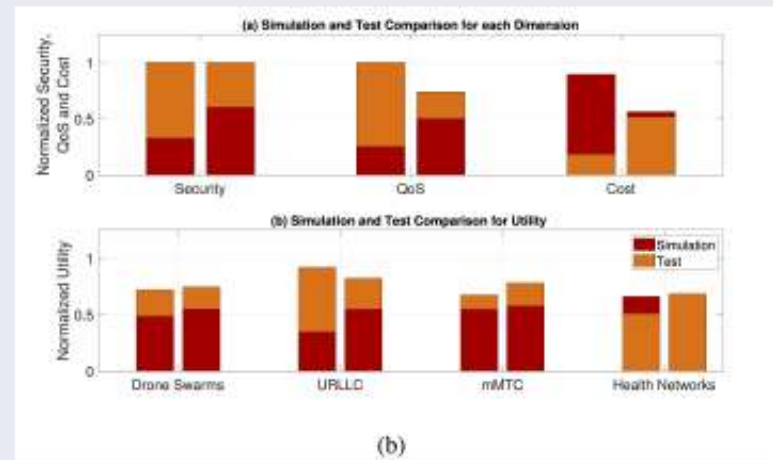 (a) Simulation and Test Comparison for each Dimension
Normalized Security,
QoS and Cost
1
0.5
0
Security QoS Cost
(b) Simulation and Test Comparison for Utility
Normalized Utility
1
0.5
0
Simulation
Test
Drone Swarms URLLC mMTC Health Networks
(b)